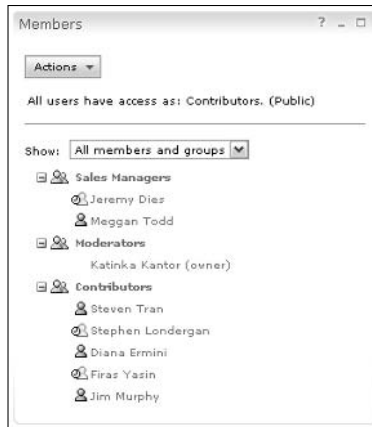 Members ? _ □
Actions
All users have access as: Contributors. (Public)
Show: All members and groups
Sales Managers
Jeremy Dies
Meggan Todd
Moderators
Katinka Kantor (owner)
Contributors
Steven Tran
Stephen Londergan
Diana Ermini
Firas Yasin
Jim Murphy